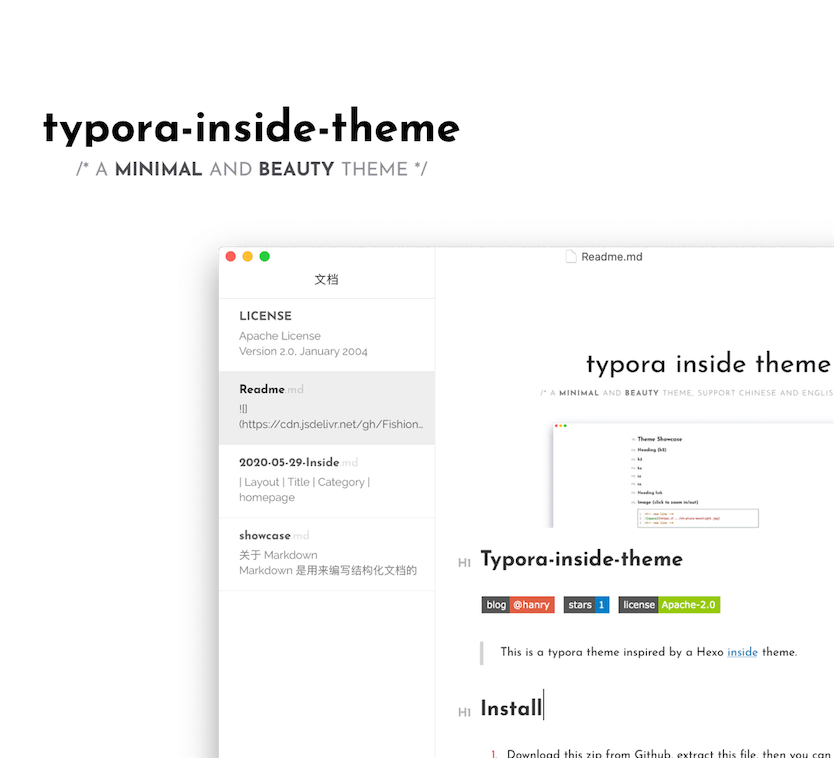 typora-inside-theme
/* A MINIMAL AND BEAUTY THEME */
文档
LICENSE
Apache License
Version 2.0, January 2004
Readme.md
![]
(https://cdn.jsdelivr.net/gh/Fishion...
2020-05-29-Inside.md
| Layout | Title | Category |
homepage
showcase.md
关于 Markdown
Markdown 是用来编写结构化文档的
Readme.md
typora inside theme
/* A MINIMAL AND BEAUTY THEME, SUPPORT CHINESE AND ENGLIS
Theme Showcase
Heading (h2)
h3
h4
h5
h6
Heading link
Image (click to zoom in/out)
H1 Typora-inside-theme
blog @hanry stars 1 license Apache-2.0
This is a typora theme inspired by a Hexo inside theme.
H1 Install
1. Download this zip from Github, extract this file, then you can